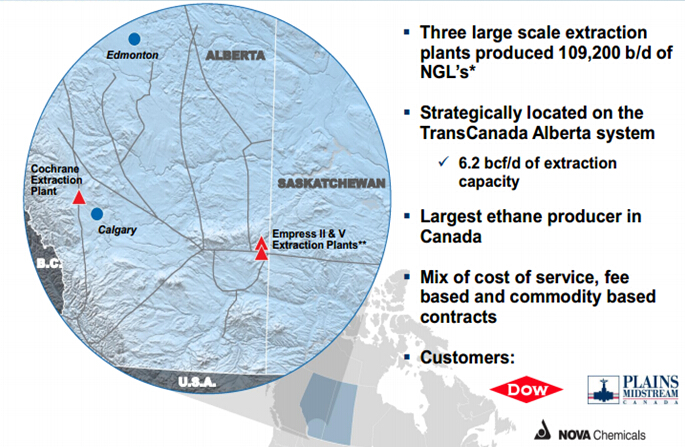 Edmonton
ALBERTA
Cochrane
Extraction
Plant
SASKATCHEWAN
Calgary
Empress II & V
Extraction Plants**
B.C.
U.S.A.
▪ Three large scale extraction
plants produced 109,200 b/d of
NGL's*
▪ Strategically located on the
TransCanada Alberta system
✓ 6.2 bcf/d of extraction
capacity
▪ Largest ethane producer in
Canada
▪ Mix of cost of service, fee
based and commodity based
contracts
▪ Customers:
DOW
PLAINS
MIDSTREAM
CANADA
NOVA Chemicals